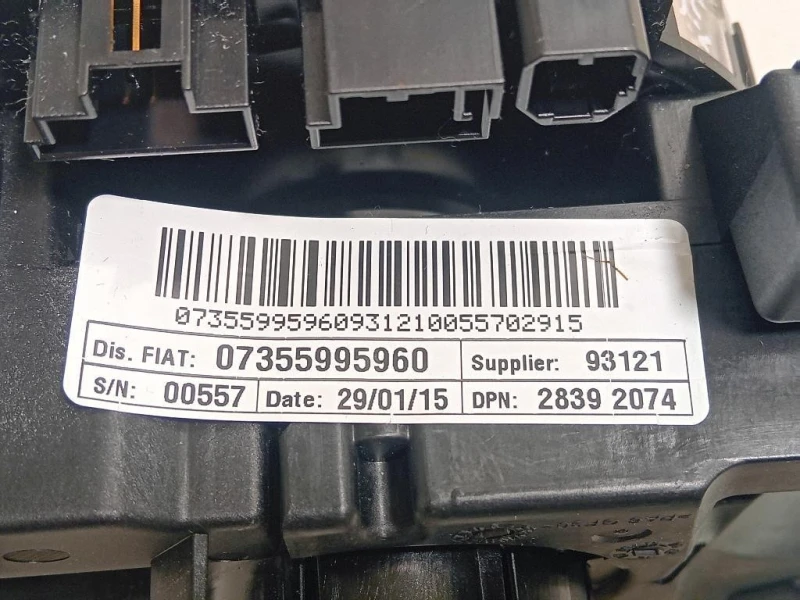 07355995960931210055702915
Dis. FIAT: 07355995960 Supplier: 93121
S/N: 00557 Date: 29/01/15 DPN: 2839 2074